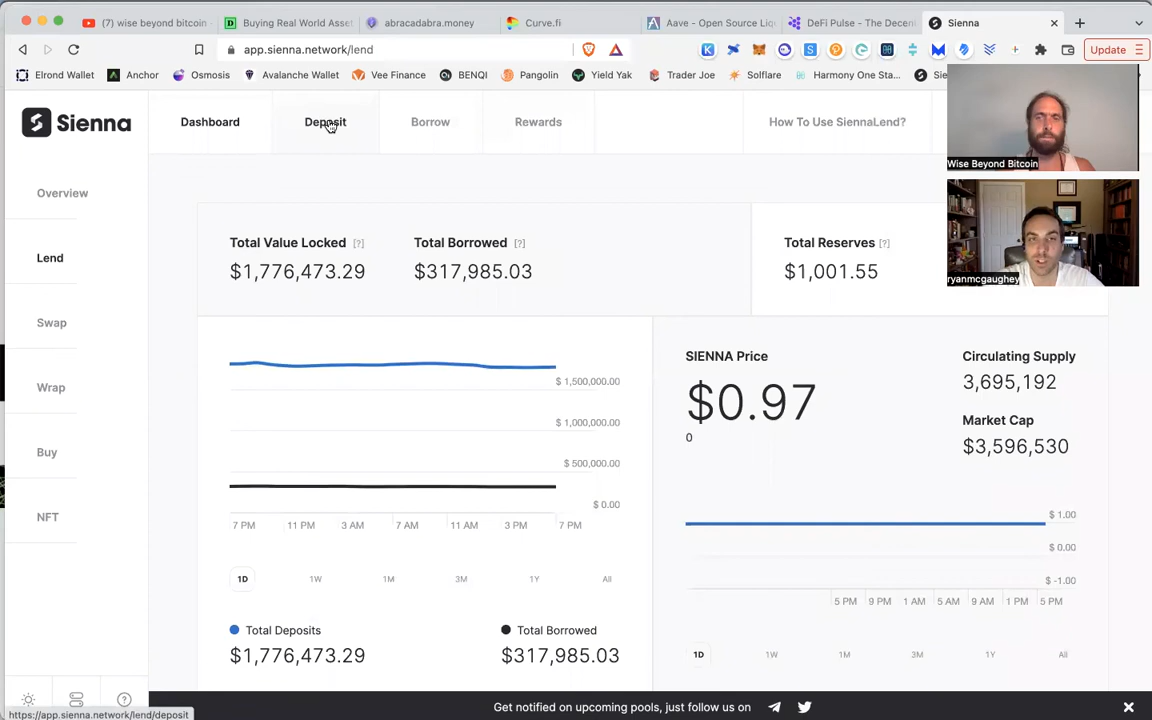 (7) wise beyond bitcoin
Buying Real World Asset
abracadabra.money
Curve.fi
Aave - Open Source Liq
DeFi Pulse - The Decen
Sienna
app.sienna.network/lend
Update
Elrond Wallet
Anchor
Osmosis
Avalanche Wallet
Vee Finance
BENQI
Pangolin
Yield Yak
Trader Joe
Solflare
Harmony One Sta...
Sie
Sienna
Dashboard
Deposit
Borrow
Rewards
How To Use SiennaLend?
Wise Beyond Bitcoin
ryanmcgaughey
Overview
Lend
Swap
Wrap
Buy
NFT
Total Value Locked [?]
$1,776,473.29
Total Borrowed [?]
$317,985.03
Total Reserves [?]
$1,001.55
$ 1,500,000.00
$ 1,000,000.00
$ 500,000.00
$ 0.00
7 PM 11 PM 3 AM 7 AM 11 AM 3 PM 7 PM
1D 1W 1M 3M 1Y All
Total Deposits
$1,776,473.29
Total Borrowed
$317,985.03
SIENNA Price
$0.97
0
Circulating Supply
3,695,192
Market Cap
$3,596,530
$ 1.00
$ 0.00
$ -1.00
5 PM 9 PM 1 AM 5 AM 9 AM 1 PM 5 PM
1D 1W 1M 3M 1Y All
Get notified on upcoming pools, just follow us on
https://app.sienna.network/lend/deposit